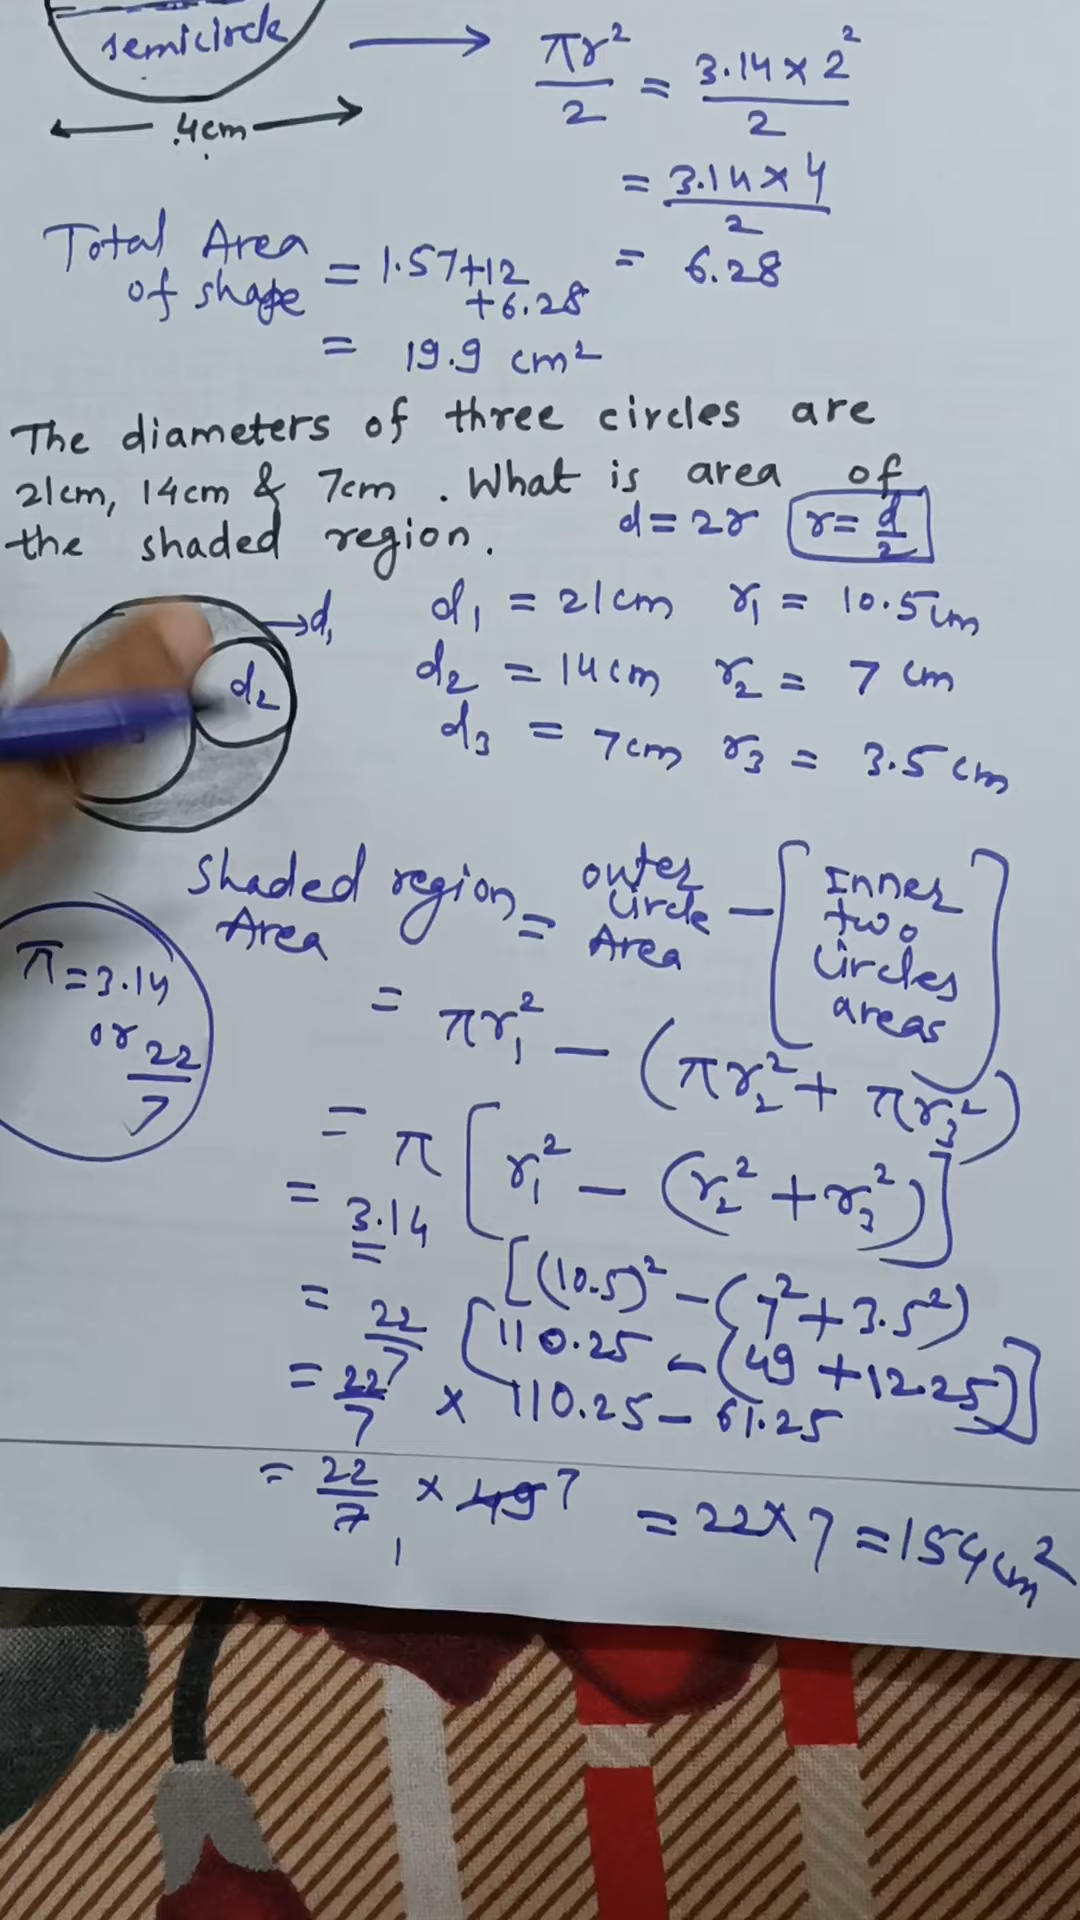 semicircle
πr²/2 = 3.14 × 2²/2
4cm
= 3.14 × 4/2
= 6.28
Total Area of shape = 1.57+12+6.28
= 19.9 cm²
The diameters of three circles are
21cm, 14cm & 7cm. What is area of
the shaded region. d=2r r=d/2
d₁ d₁ = 21cm r₁ = 10.5cm
d₂ d₂ = 14cm r₂ = 7 cm
d₃ = 7cm r₃ = 3.5 cm
Shaded region Area = outer circle Area − [Inner two circles areas]
π=3.14 or 22/7
= πr₁² − (πr₂² + πr₃²)
= π [r₁² − (r₂² + r₃²)]
= 3.14 [(10.5)² − (7² + 3.5²)
= 22/7 [110.25 − (49 + 12.25)]
= 22/7 × 110.25 − 61.25
= 22/7 1 × 49 7 = 22×7 = 154cm²